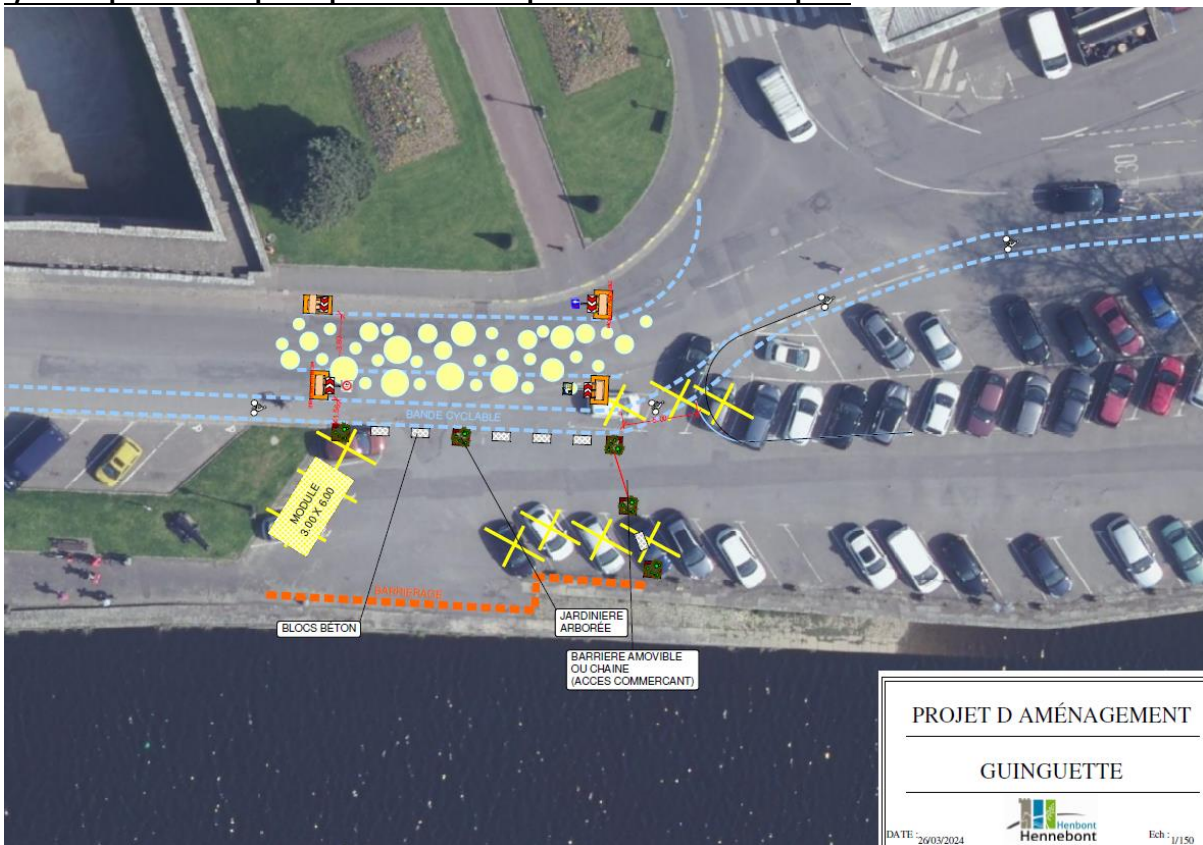 30
BANDE CYCLABLE
MODULE
3.00 X 6.00
BARRIERAGE
BLOCS BÉTON
JARDINIERE
ARBORÉE
BARRIERE AMOVIBLE
OU CHAINE
(ACCES COMMERCANT)
PROJET D AMÉNAGEMENT
GUINGUETTE
Henbont
Hennebont
DATE : 26/03/2024
Ech : 1/150